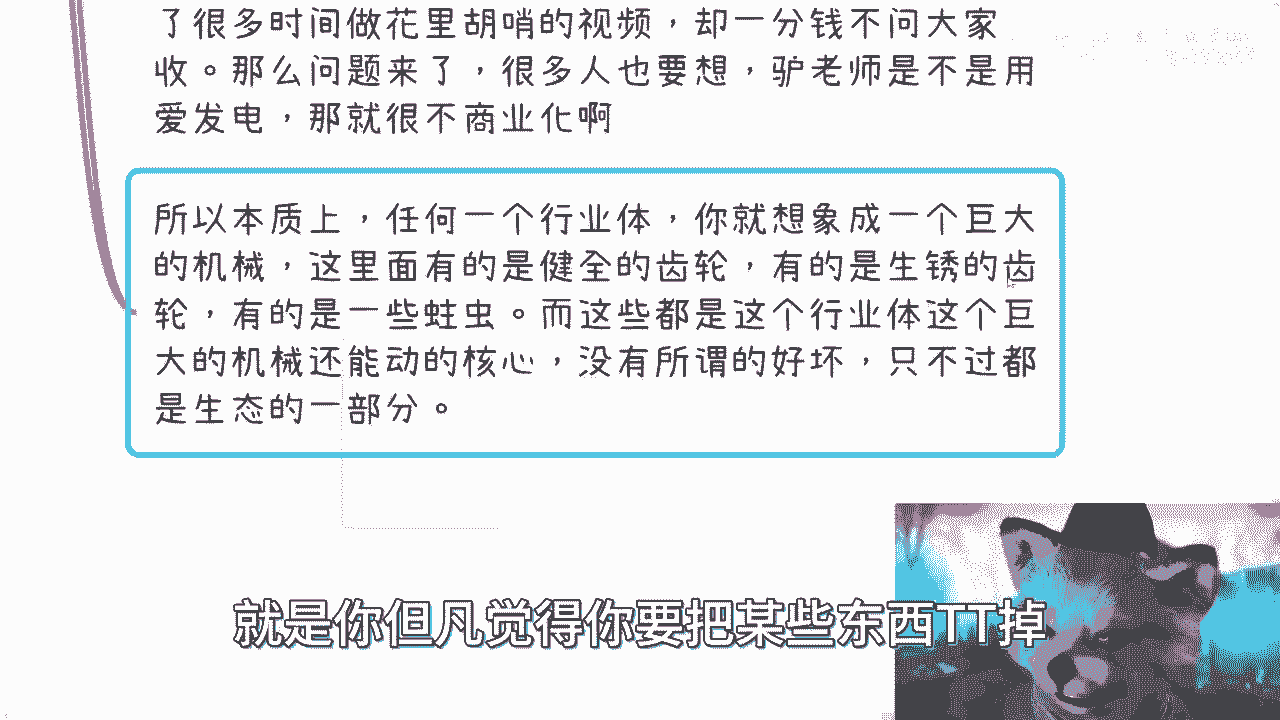 了很多时间做花里胡哨的视频，却一分钱不问大家
收。那么问题来了，很多人也要想，驴老师是不是用
爱发电，那就很不商业化啊
所以本质上，任何一个行业体，你就想象成一个巨大
的机械，这里面有的是健全的齿轮，有的是生锈的齿
轮，有的是一些蛀虫。而这些都是这个行业体这个巨
大的机械还能动的核心，没有所谓的好坏，只不过都
是生态的一部分。
就是你但凡觉得你要把某些东西TT掉